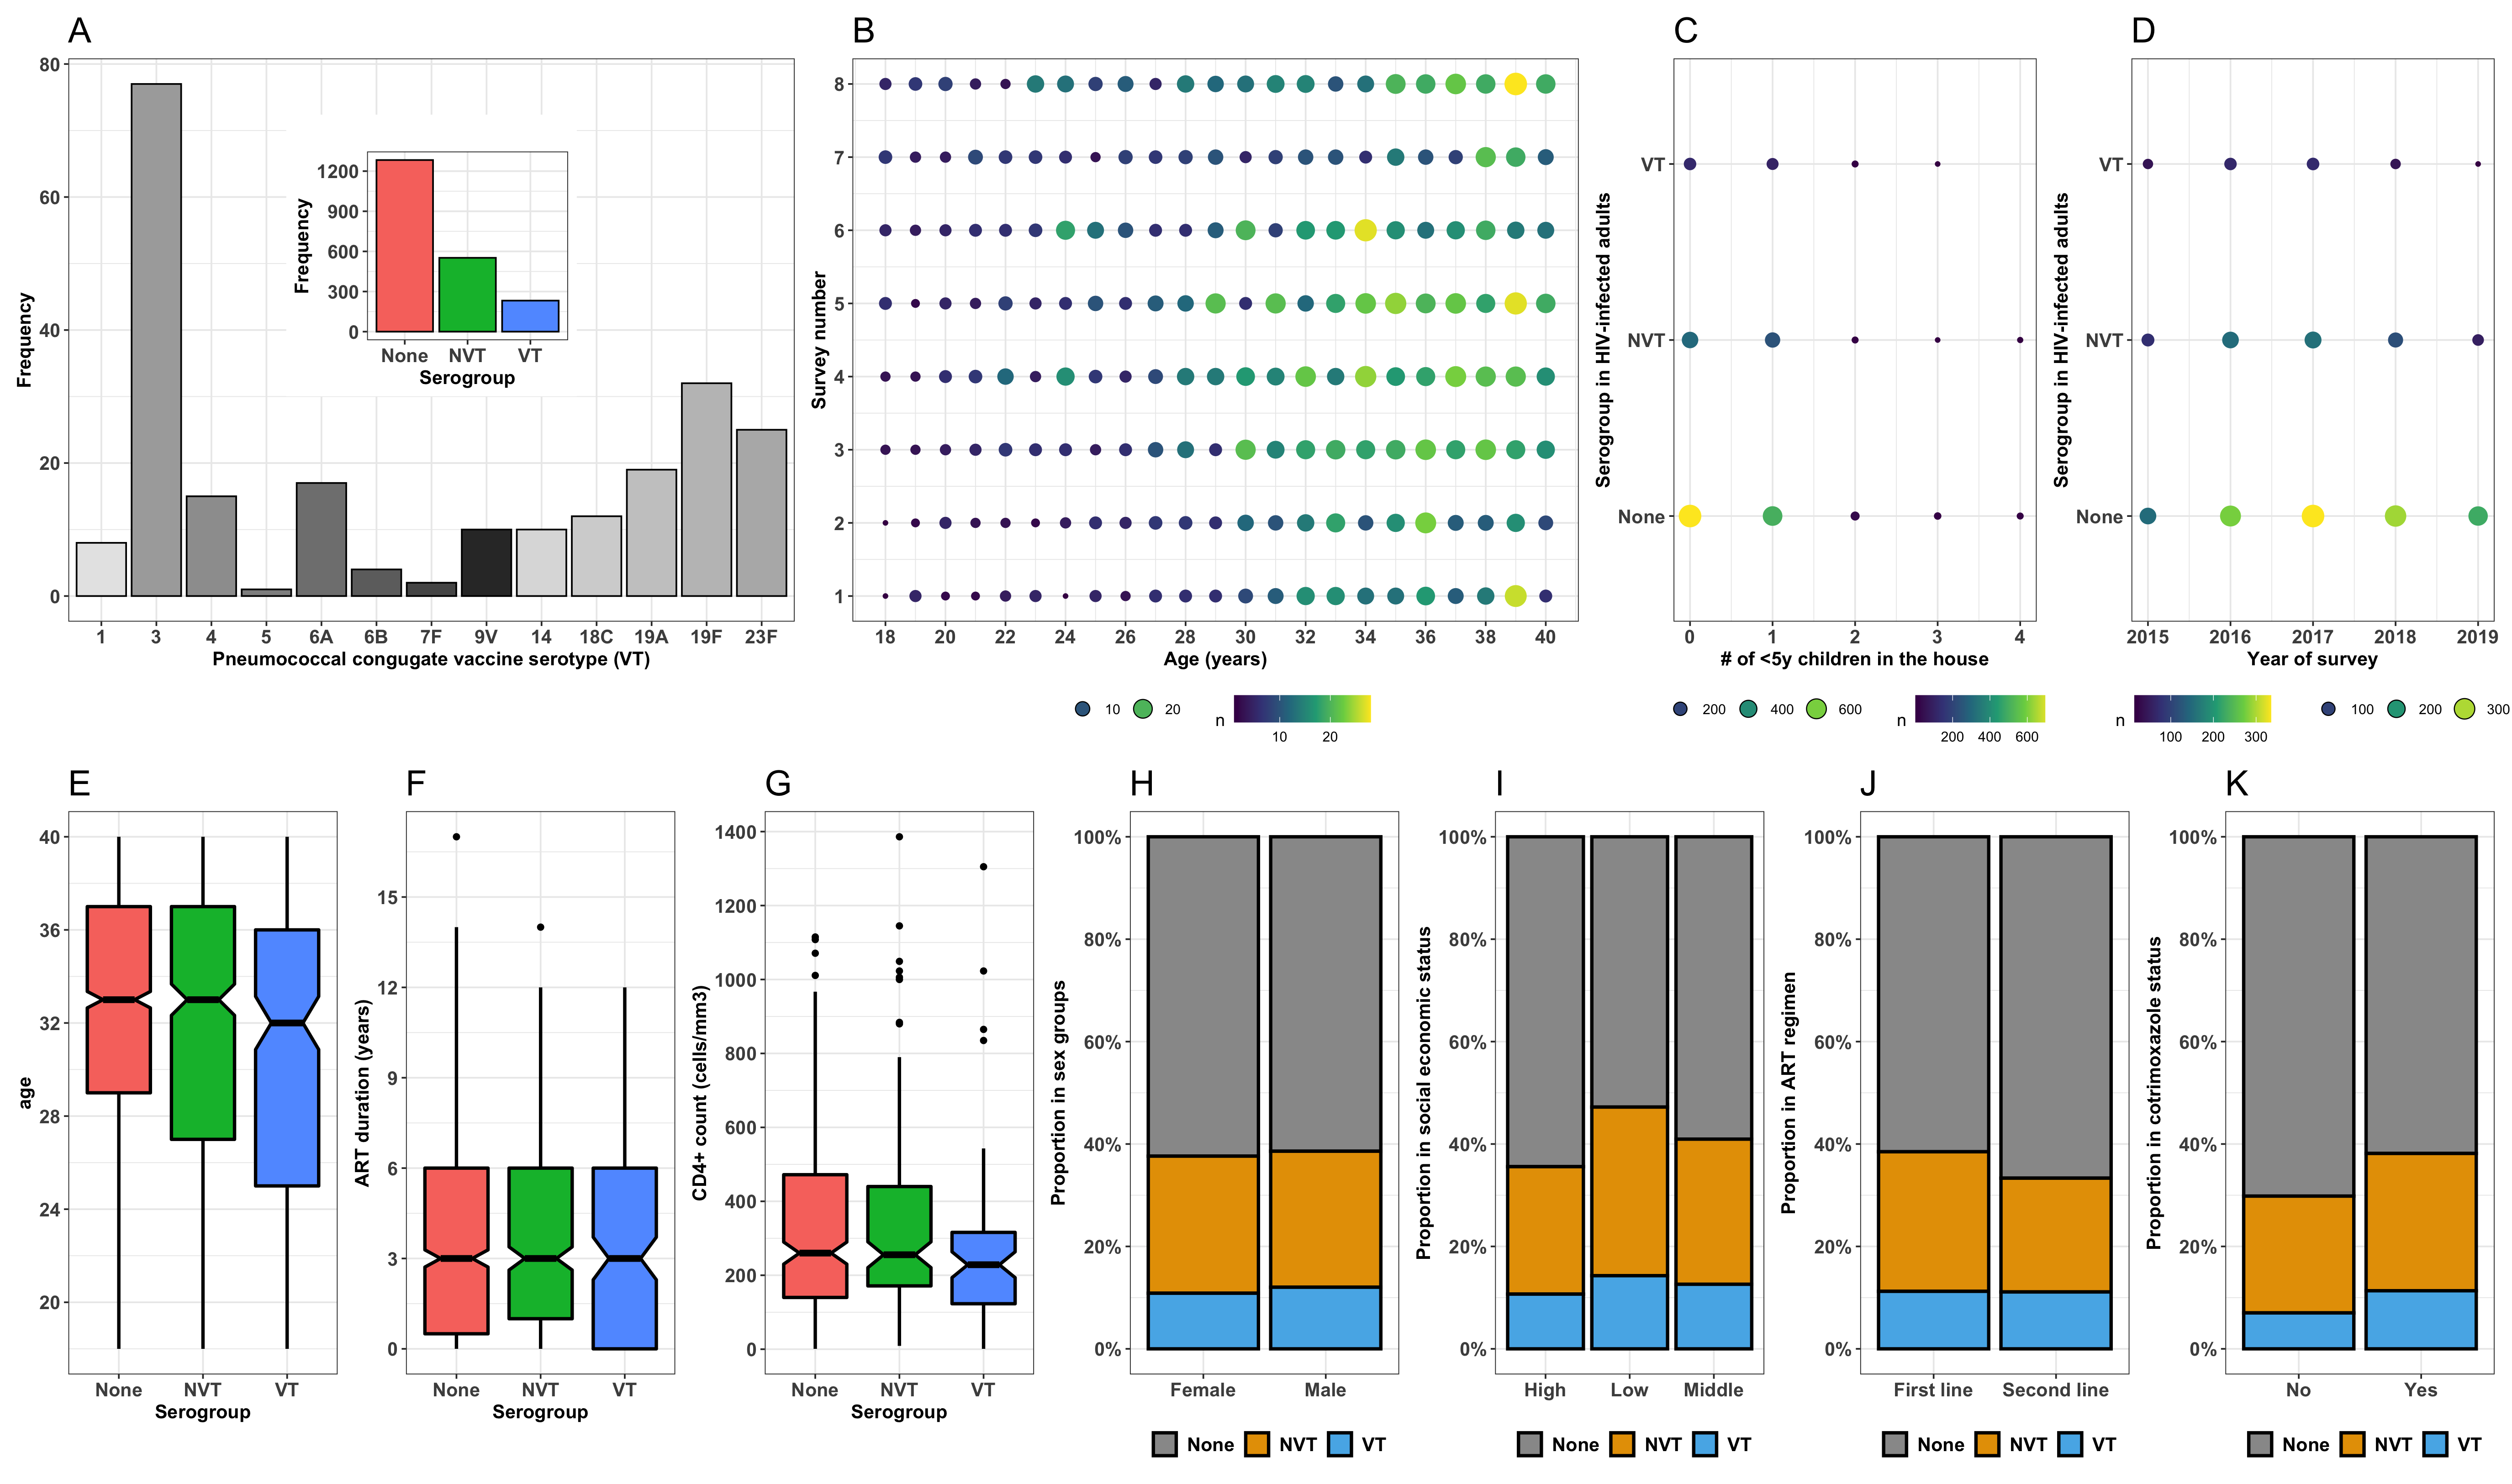 A
B
C
D
80
60
40
20
0
Frequency
1 3 4 5 6A 6B 7F 9V 14 18C 19A 19F 23F
Pneumococcal congugate vaccine serotype (VT)
1200
900
600
300
0
Frequency
None NVT VT
Serogroup
8
7
6
5
4
3
2
1
Survey number
18 20 22 24 26 28 30 32 34 36 38 40
Age (years)
10 20
n
10 20
VT
NVT
None
Serogroup in HIV-infected adults
0 1 2 3 4
# of <5y children in the house
200 400 600
n
200 400 600
VT
NVT
None
Serogroup in HIV-infected adults
2015 2016 2017 2018 2019
Year of survey
n
100 200 300
100 200 300
E
F
G
H
I
J
K
40
36
32
28
24
20
age
None NVT VT
Serogroup
15
12
9
6
3
0
ART duration (years)
None NVT VT
Serogroup
1400
1200
1000
800
600
400
200
0
CD4+ count (cells/mm3)
None NVT VT
Serogroup
100%
80%
60%
40%
20%
0%
Proportion in sex groups
Female Male
None NVT VT
100%
80%
60%
40%
20%
0%
Proportion in social economic status
High Low Middle
None NVT VT
100%
80%
60%
40%
20%
0%
Proportion in ART regimen
First line Second line
None NVT VT
100%
80%
60%
40%
20%
0%
Proportion in cotrimoxazole status
No Yes
None NVT VT